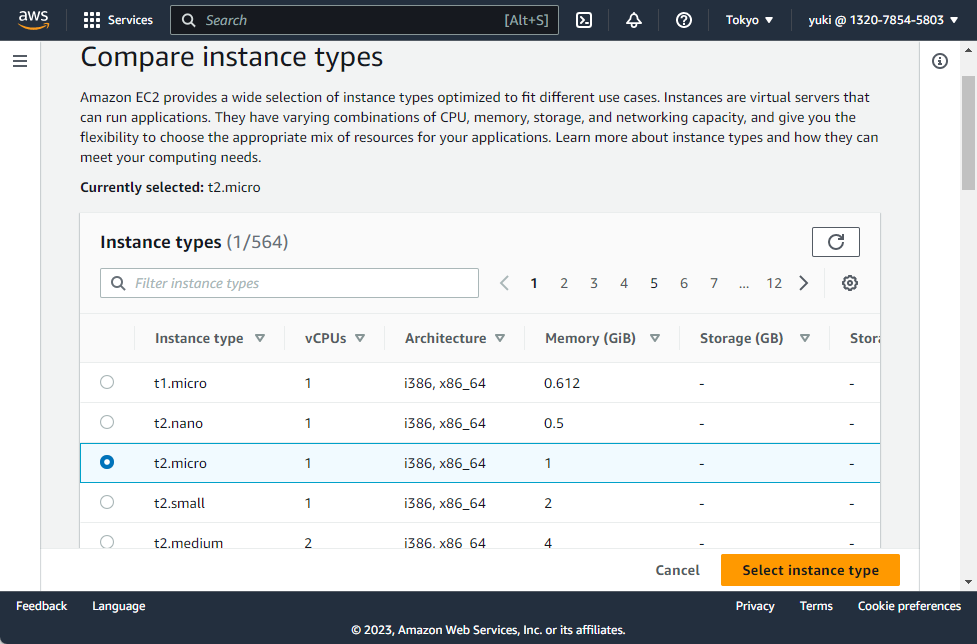 aws Services Search [Alt+S] Tokyo yuki @ 1320-7854-5803
Compare instance types
Amazon EC2 provides a wide selection of instance types optimized to fit different use cases. Instances are virtual servers that
can run applications. They have varying combinations of CPU, memory, storage, and networking capacity, and give you the
flexibility to choose the appropriate mix of resources for your applications. Learn more about instance types and how they can
meet your computing needs.
Currently selected: t2.micro
Instance types (1/564)
Filter instance types 1 2 3 4 5 6 7 ... 12
Instance type vCPUs Architecture Memory (GiB) Storage (GB) Stora
t1.micro 1 i386, x86_64 0.612 - -
t2.nano 1 i386, x86_64 0.5 - -
t2.micro 1 i386, x86_64 1 - -
t2.small 1 i386, x86_64 2 - -
t2.medium 2 i386, x86_64 4 - -
Cancel Select instance type
Feedback Language Privacy Terms Cookie preferences
© 2023, Amazon Web Services, Inc. or its affiliates.